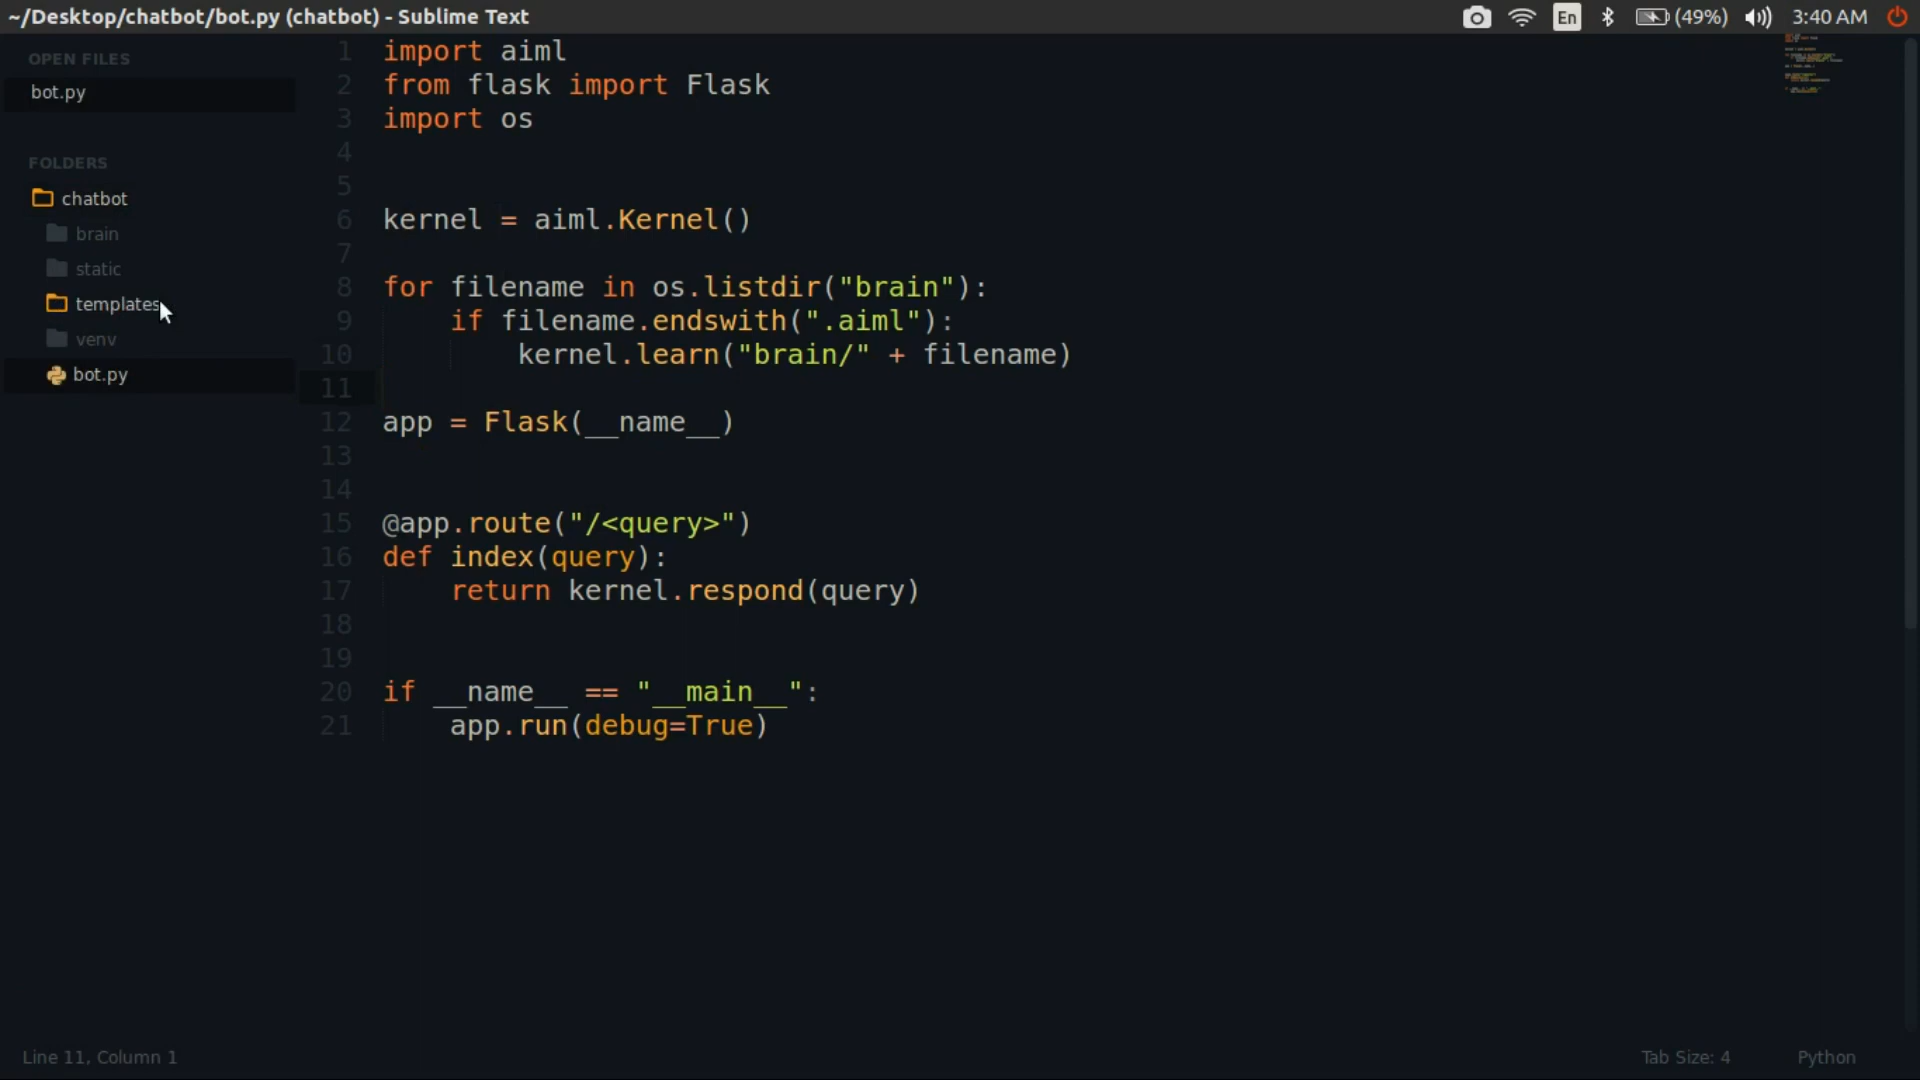 ~/Desktop/chatbot/bot.py (chatbot) - Sublime Text
En
(49%)
3:40 AM
OPEN FILES
bot.py
FOLDERS
chatbot
brain
static
templates
venv
bot.py
1 import aiml
2 from flask import Flask
3 import os
4
5
6 kernel = aiml.Kernel()
7
8 for filename in os.listdir("brain"):
9     if filename.endswith(".aiml"):
10         kernel.learn("brain/" + filename)
11
12 app = Flask(__name__)
13
14
15 @app.route("/<query>")
16 def index(query):
17     return kernel.respond(query)
18
19
20 if __name__ == "__main__":
21     app.run(debug=True)
Line 11, Column 1
Tab Size: 4
Python